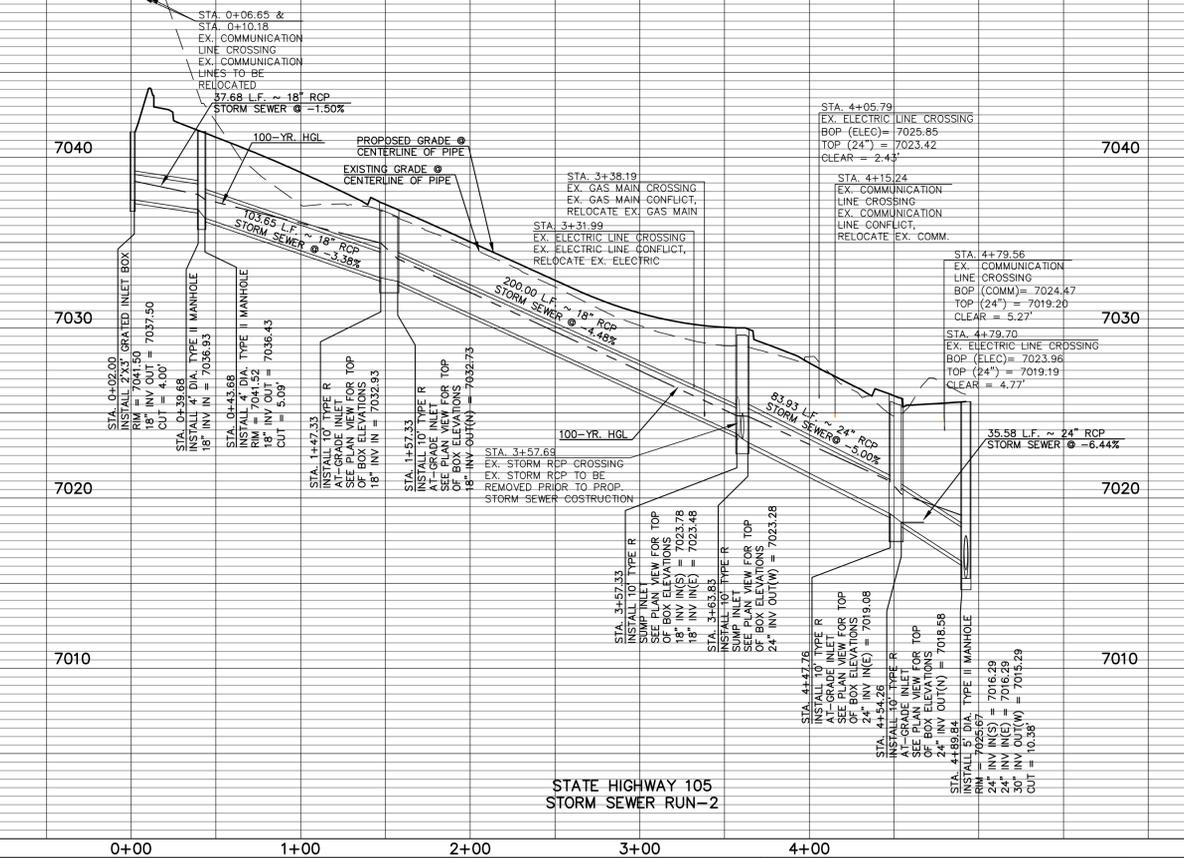 STA. 0+06.65 &
STA. 0+10.18
EX. COMMUNICATION
LINE CROSSING
EX. COMMUNICATION
LINES TO BE
RELOCATED
37.68 L.F. ~ 18" RCP
STORM SEWER @ -1.50%
100-YR. HGL
PROPOSED GRADE @
CENTERLINE OF PIPE
EXISTING GRADE @
CENTERLINE OF PIPE
STA. 4+05.79
EX. ELECTRIC LINE CROSSING
BOP (ELEC)= 7025.85
TOP (24")= 7023.42
CLEAR = 2.43'
7040
7040
STA. 3+38.19
EX. GAS MAIN CROSSING
EX. GAS MAIN CONFLICT,
RELOCATE EX. GAS MAIN
STA. 4+15.24
EX. COMMUNICATION
LINE CROSSING
EX. COMMUNICATION
LINE CONFLICT,
RELOCATE EX. COMM.
STA. 3+31.99
EX. ELECTRIC LINE CROSSING
EX. ELECTRIC LINE CONFLICT,
RELOCATE EX. ELECTRIC
103.65 L.F. ~ 18" RCP
STORM SEWER @ -3.38%
STA. 4+79.56
EX. COMMUNICATION
LINE CROSSING
BOP (COMM)= 7024.47
TOP (24")= 7019.20
CLEAR = 5.27'
200.00 L.F. ~ 18" RCP
STORM SEWER @ -4.48%
7030
7030
STA. 4+79.70
EX. ELECTRIC LINE CROSSING
BOP (ELEC)= 7023.96
TOP (24")= 7019.19
CLEAR = 4.77'
STA. 0+02.00
INSTALL 2'X3' GRATED INLET BOX
RIM = 7041.50
18" INV OUT = 7037.50
CUT = 4.00'
STA. 0+39.68
INSTALL 4' DIA. TYPE II MANHOLE
18" INV IN = 7036.93
STA. 0+43.68
INSTALL 4' DIA. TYPE II MANHOLE
RIM = 7041.52
18" INV OUT = 7036.43
CUT = 5.09'
STA. 1+47.33
INSTALL 10' TYPE R
AT-GRADE INLET
SEE PLAN VIEW FOR TOP
OF BOX ELEVATIONS
18" INV IN = 7032.93
STA. 1+57.33
INSTALL 10' TYPE R
AT-GRADE INLET
SEE PLAN VIEW FOR TOP
OF BOX ELEVATIONS
18" INV OUT(N) = 7032.73
83.93 L.F. ~ 24" RCP
STORM SEWER@ -5.00%
100-YR. HGL
35.58 L.F. ~ 24" RCP
STORM SEWER @ -6.44%
STA. 3+57.69
EX. STORM RCP CROSSING
EX. STORM RCP TO BE
REMOVED PRIOR TO PROP.
STORM SEWER COSTRUCTION
7020
7020
STA. 3+57.33
INSTALL 10' TYPE R
SUMP INLET
SEE PLAN VIEW FOR TOP
OF BOX ELEVATIONS
18" INV IN(S) = 7023.78
18" INV IN(E) = 7023.48
STA. 3+63.83
INSTALL 10' TYPE R
SUMP INLET
SEE PLAN VIEW FOR TOP
OF BOX ELEVATIONS
24" INV OUT(W) = 7023.28
STA. 4+47.76
INSTALL 10' TYPE R
AT-GRADE INLET
SEE PLAN VIEW FOR TOP
OF BOX ELEVATIONS
24" INV IN(E) = 7019.08
STA. 4+54.26
INSTALL 10' TYPE R
AT-GRADE INLET
SEE PLAN VIEW FOR TOP
OF BOX ELEVATIONS
24" INV OUT(N) = 7018.58
STA. 4+89.84
INSTALL 5' DIA. TYPE II MANHOLE
RIM = 7025.67
24" INV IN(S) = 7016.29
24" INV IN(E) = 7016.29
30" INV OUT(W) = 7015.29
CUT = 10.38'
7010
7010
STATE HIGHWAY 105
STORM SEWER RUN-2
0+00
1+00
2+00
3+00
4+00